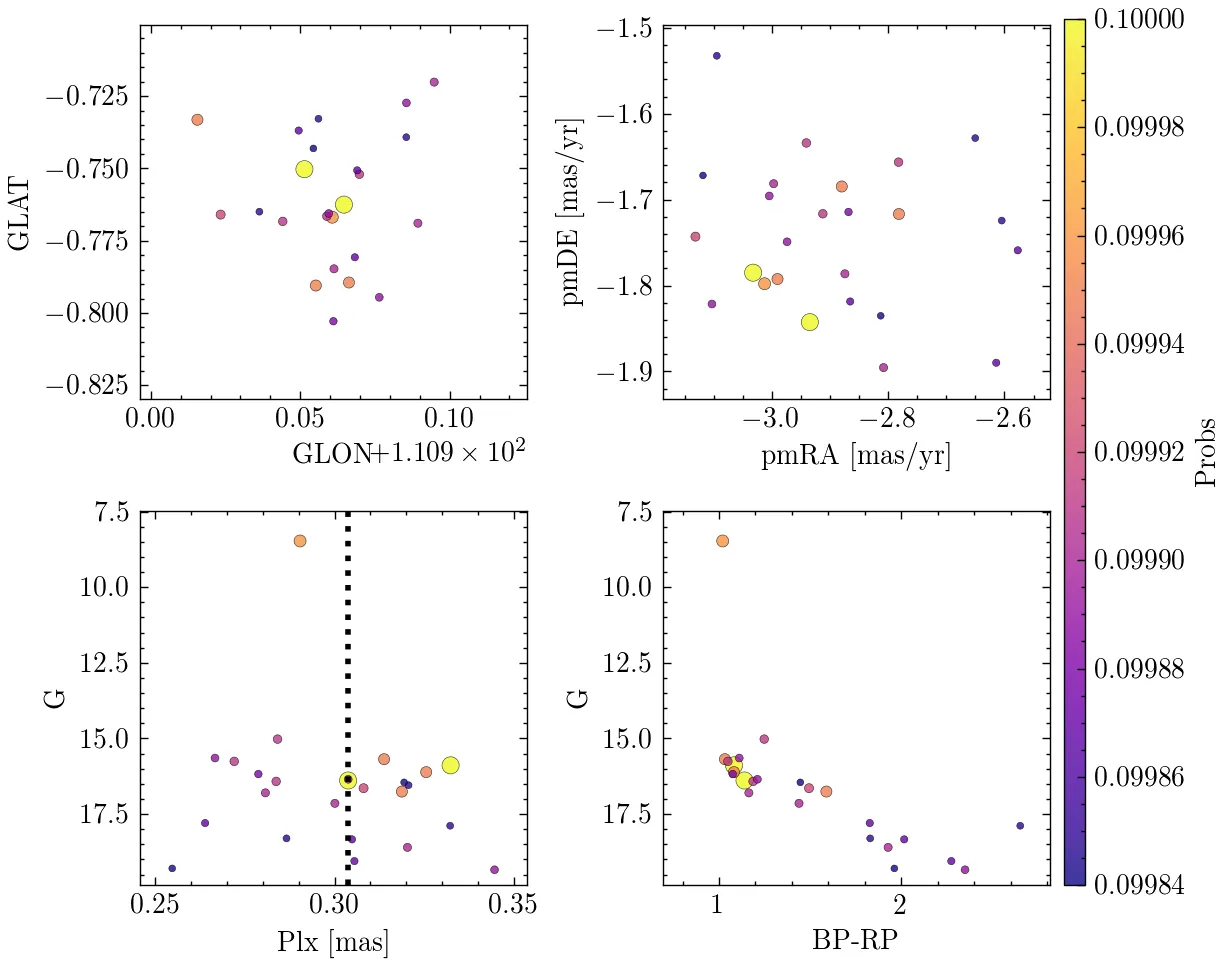 −0.725
−0.750
−0.775
−0.800
−0.825
GLAT
0.00 0.05 0.10
GLON+1.109 × 10²
−1.5
−1.6
−1.7
−1.8
−1.9
pmDE [mas/yr]
−3.0 −2.8 −2.6
pmRA [mas/yr]
7.5
10.0
12.5
15.0
17.5
G
0.25 0.30 0.35
Plx [mas]
7.5
10.0
12.5
15.0
17.5
G
1 2
BP-RP
0.10000
0.09998
0.09996
0.09994
0.09992
0.09990
0.09988
0.09986
0.09984
Probs